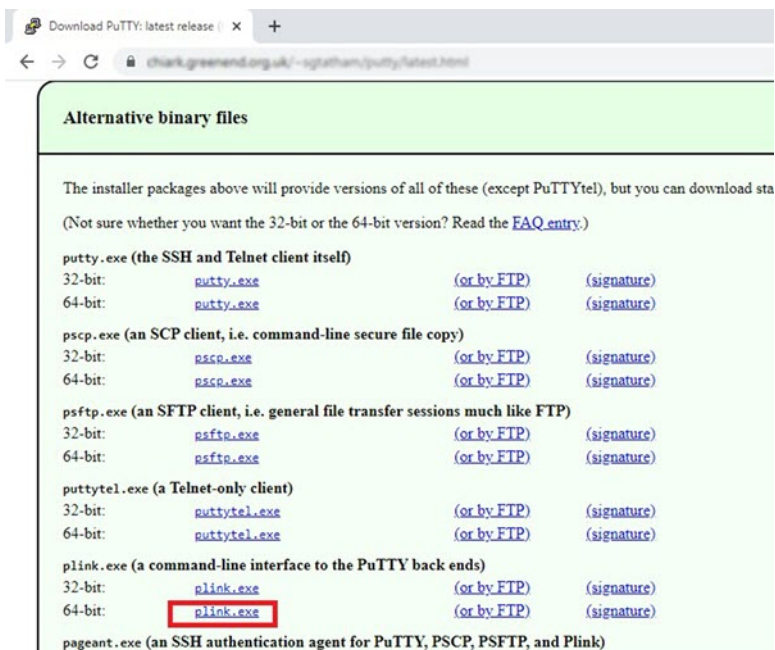 Download PuTTY: latest release (
chiark.greenend.org.uk/~sgtatham/putty/latest.html
Alternative binary files
The installer packages above will provide versions of all of these (except PuTTYtel), but you can download sta
(Not sure whether you want the 32-bit or the 64-bit version? Read the FAQ entry.)
putty.exe (the SSH and Telnet client itself)
32-bit: putty.exe (or by FTP) (signature)
64-bit: putty.exe (or by FTP) (signature)
pscp.exe (an SCP client, i.e. command-line secure file copy)
32-bit: pscp.exe (or by FTP) (signature)
64-bit: pscp.exe (or by FTP) (signature)
psftp.exe (an SFTP client, i.e. general file transfer sessions much like FTP)
32-bit: psftp.exe (or by FTP) (signature)
64-bit: psftp.exe (or by FTP) (signature)
puttytel.exe (a Telnet-only client)
32-bit: puttytel.exe (or by FTP) (signature)
64-bit: puttytel.exe (or by FTP) (signature)
plink.exe (a command-line interface to the PuTTY back ends)
32-bit: plink.exe (or by FTP) (signature)
64-bit: plink.exe (or by FTP) (signature)
pageant.exe (an SSH authentication agent for PuTTY, PSCP, PSFTP, and Plink)